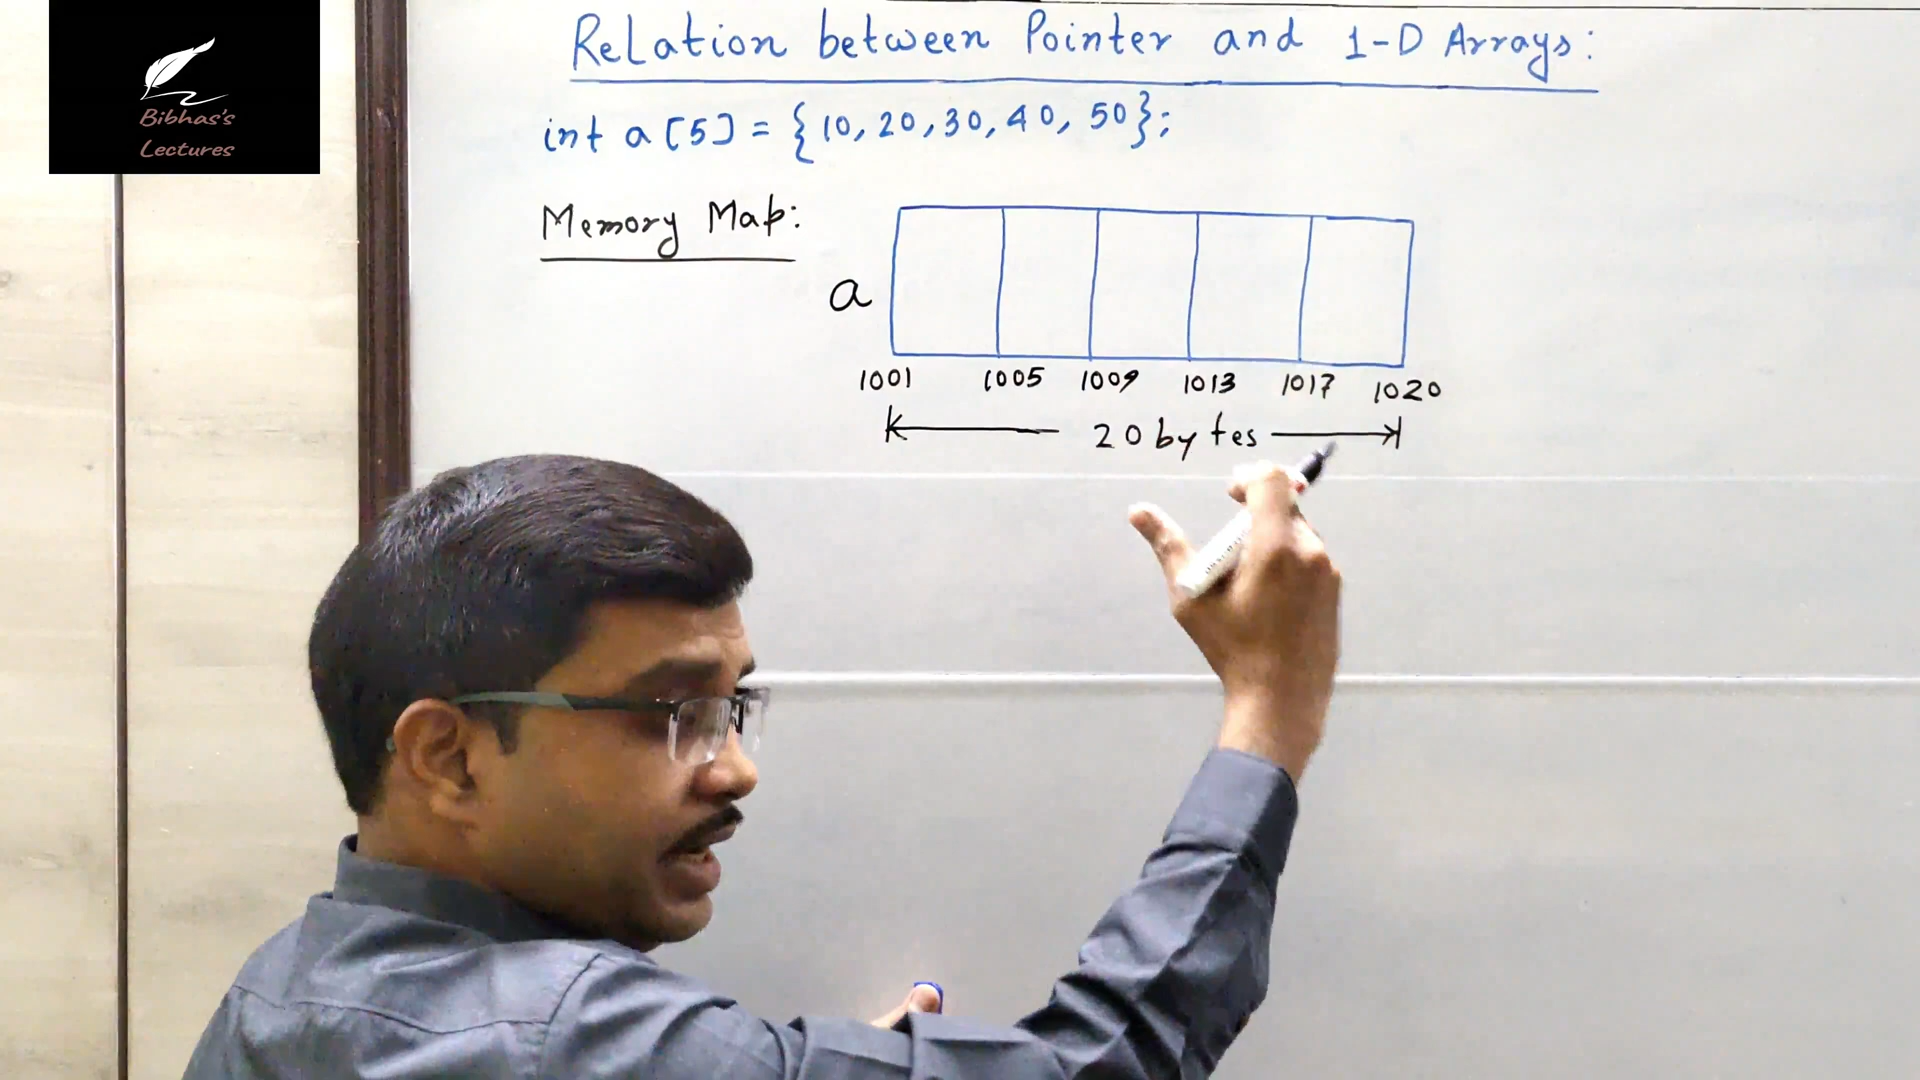 Bibhas's
Lectures
Relation between Pointer and 1-D Arrays:
int a[5] = {10, 20, 30, 40, 50};
Memory Map:
a
1001 1005 1009 1013 1017 1020
20 bytes